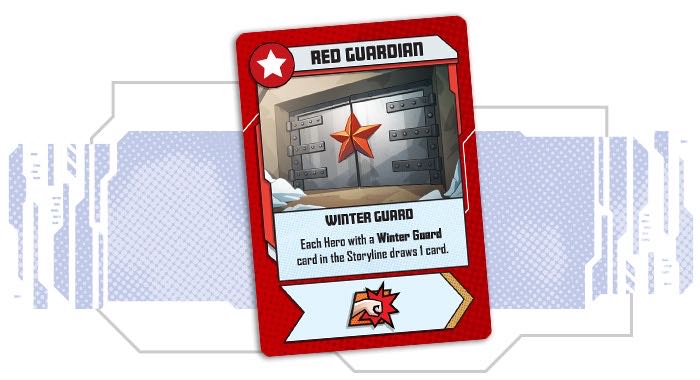 RED GUARDIAN
WINTER GUARD
Each Hero with a Winter Guard
card in the Storyline draws 1 card.